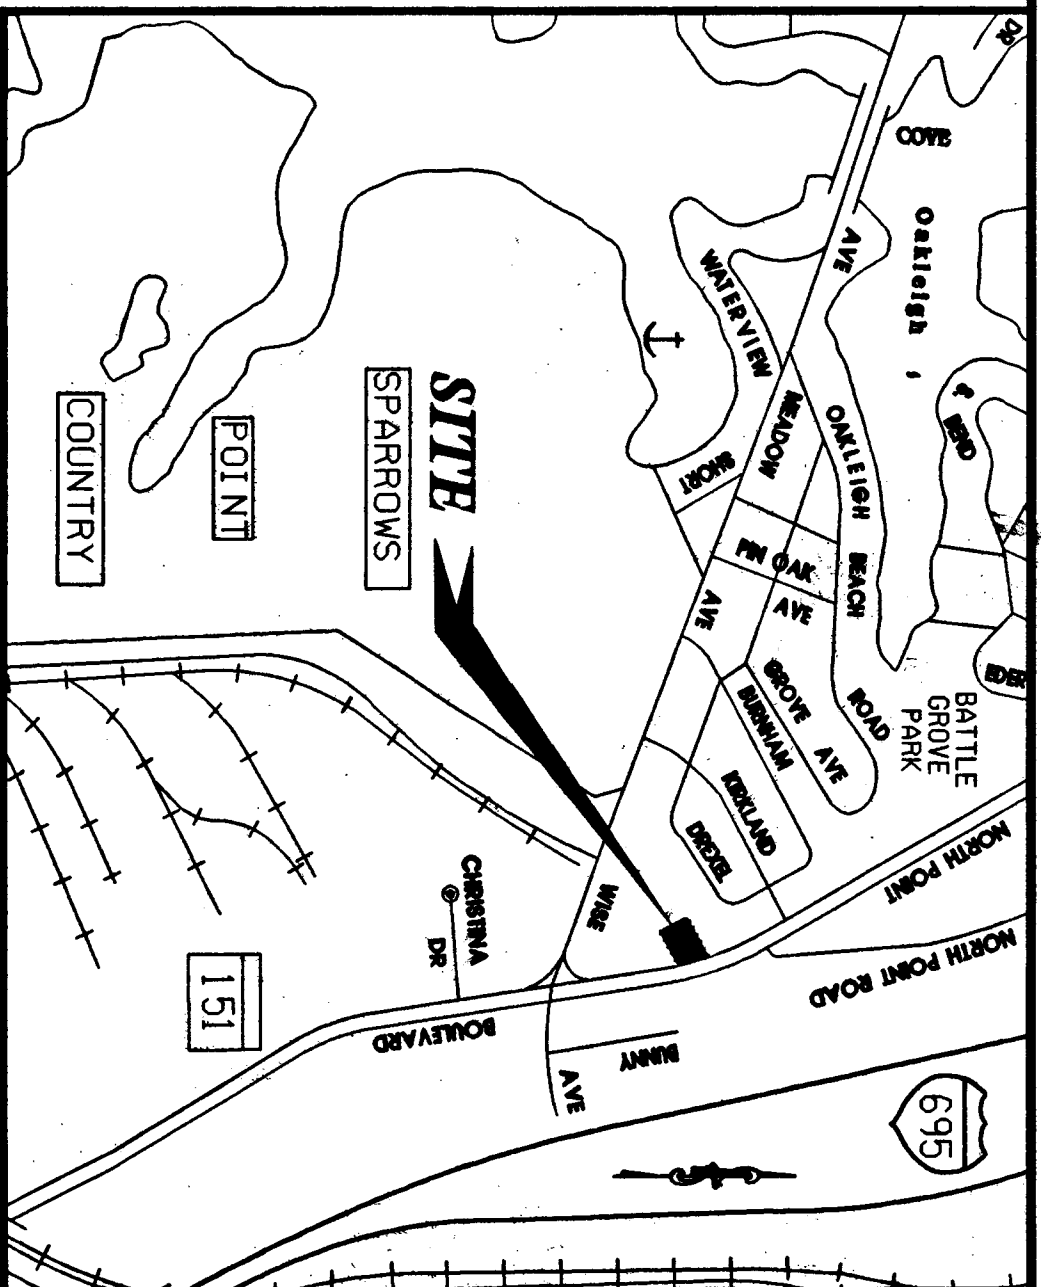 DR
COVE
Oakleigh
& BEND
EDER
BATTLE
GROVE
PARK
AVE
WATERVIEW
OAKLEIGH BEACH ROAD
MEADOW
SHORT
PIN OAK
AVE
AVE
GROVE AVE
BURNHAM
KIRKLAND
DREXEL
NORTH POINT
NORTH POINT ROAD
SITE
SPARROWS
POINT
COUNTRY
WISE
CHRISTINA
DR
151
BOULEVARD
BUNNY
AVE
695